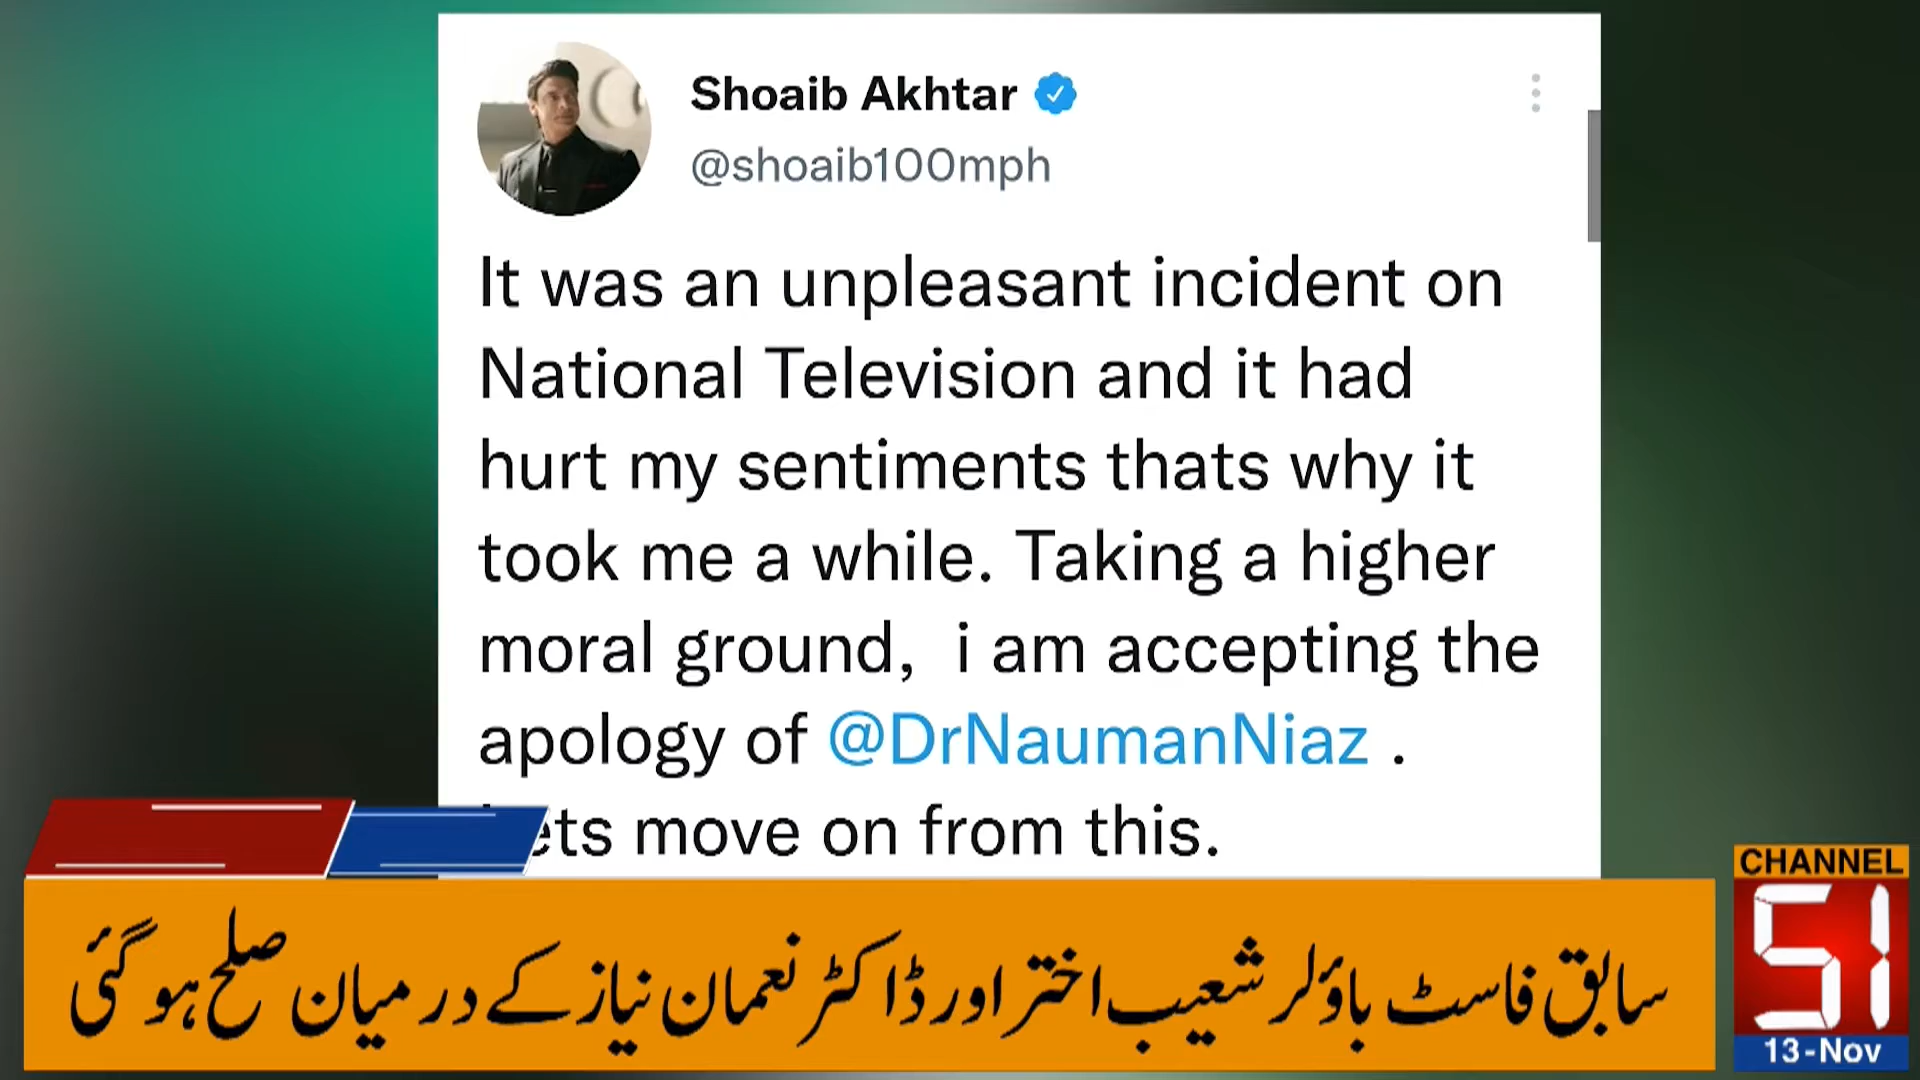 Shoaib Akhtar
@shoaib100mph
It was an unpleasant incident on
National Television and it had
hurt my sentiments thats why it
took me a while. Taking a higher
moral ground, i am accepting the
apology of @DrNaumanNiaz .
ets move on from this.
سابق فاسٹ باؤلر شعیب اختر اور ڈاکٹر نعمان نیاز کے درمیان صلح ہو گئی
CHANNEL
51
13-Nov